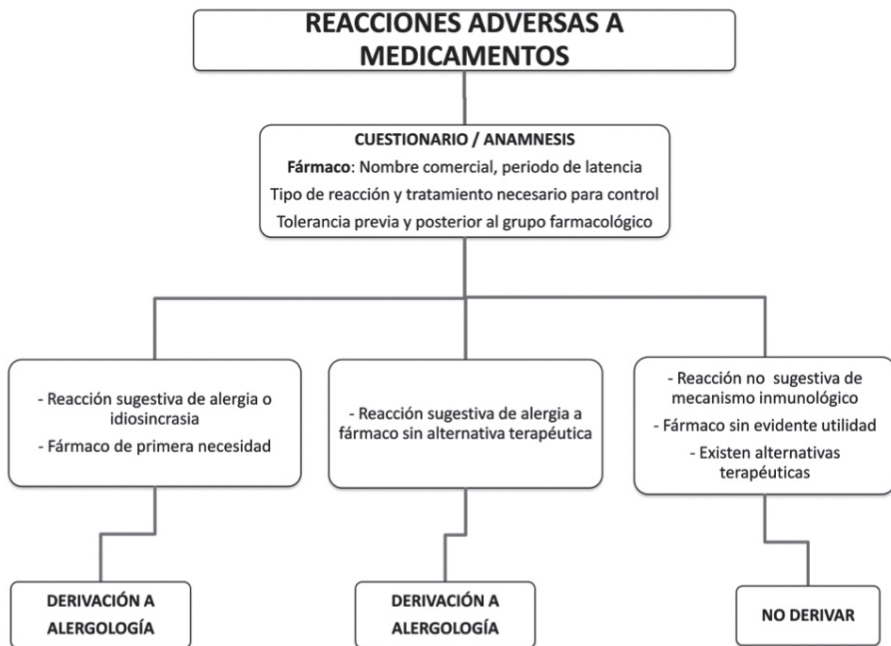 REACCIONES ADVERSAS A
MEDICAMENTOS
CUESTIONARIO / ANAMNESIS
Fármaco: Nombre comercial, periodo de latencia
Tipo de reacción y tratamiento necesario para control
Tolerancia previa y posterior al grupo farmacológico
- Reacción sugestiva de alergia o
idiosincrasia
- Fármaco de primera necesidad
- Reacción sugestiva de alergia a
fármaco sin alternativa terapéutica
- Reacción no sugestiva de
mecanismo inmunológico
- Fármaco sin evidente utilidad
- Existen alternativas
terapéuticas
DERIVACIÓN A
ALERGOLOGÍA
DERIVACIÓN A
ALERGOLOGÍA
NO DERIVAR